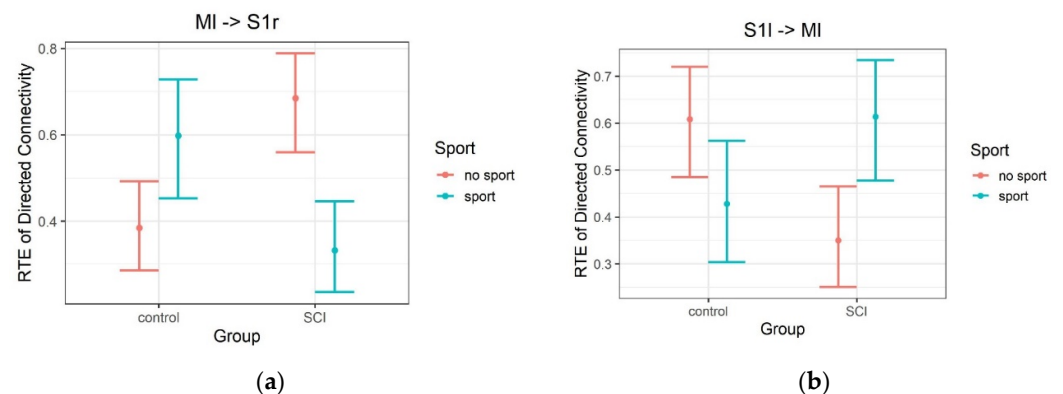 MI -> S1r
0.8
0.6
0.4
RTE of Directed Connectivity
control
SCI
Group
Sport
no sport
sport
(a)
S1l -> MI
0.7
0.6
0.5
0.4
0.3
RTE of Directed Connectivity
control
SCI
Group
Sport
no sport
sport
(b)